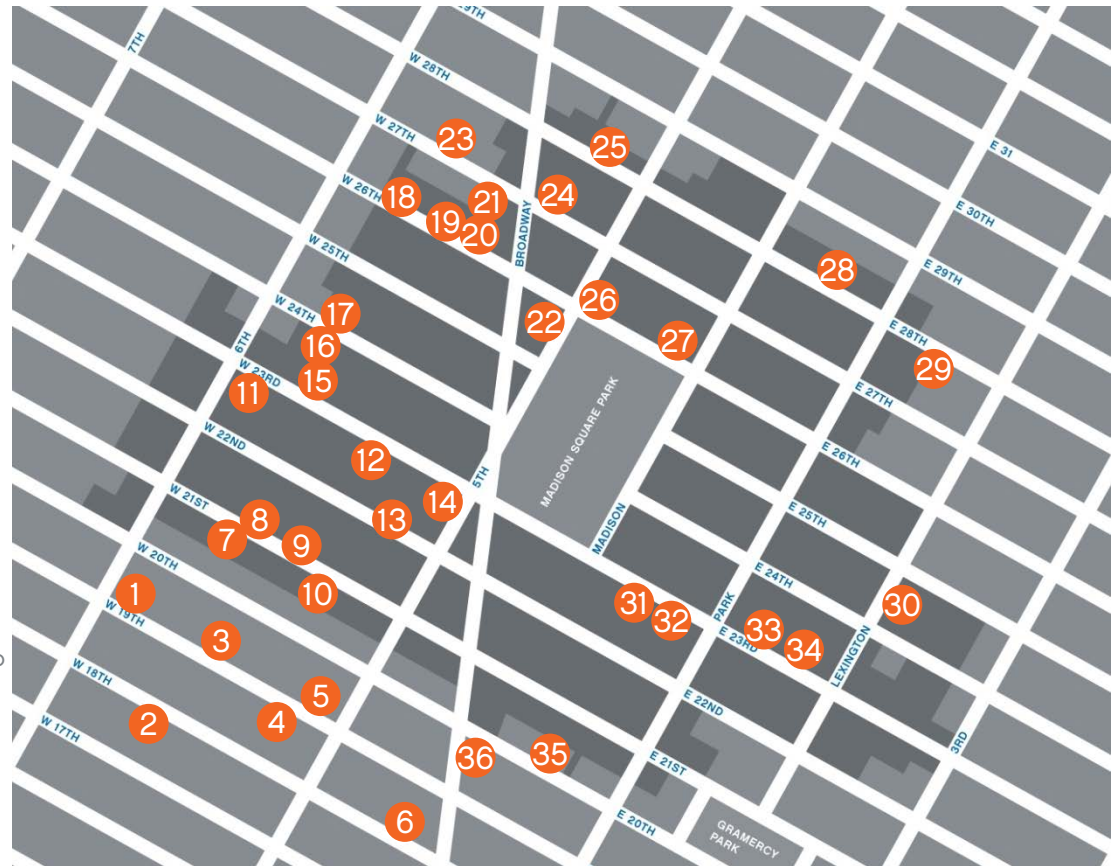 29TH
7TH
W 28TH
W 27TH
23
25
E 31
W 26TH
18
21
24
19
20
BROADWAY
E 30TH
W 25TH
28
E 29TH
W 24TH
17
26
22
16
27
E 28TH
6TH
W 23RD
15
11
29
E 27TH
MADISON SQUARE PARK
W 22ND
12
E 26TH
5TH
W 21ST
14
8
13
7
9
MADISON
E 25TH
W 20TH
10
E 24TH
1
W 19TH
31
32
PARK
30
3
33
E 23RD
34
LEXINGTON
W 18TH
5
E 22ND
2
4
W 17TH
36
35
E 21ST
3RD
6
E 20TH
GRAMERCY
PARK